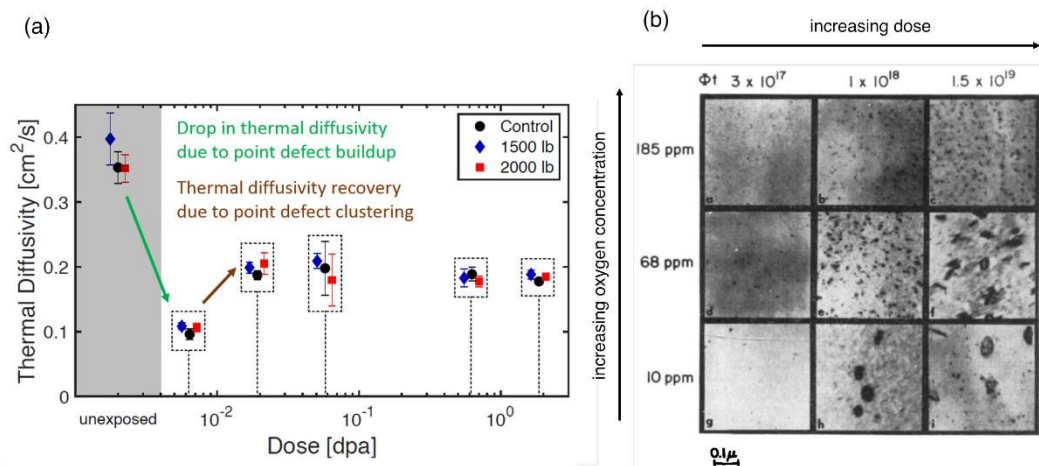 (a)
Thermal Diffusivity [cm²/s]
0.4
0.3
0.2
0.1
0
Drop in thermal diffusivity
due to point defect buildup
Thermal diffusivity recovery
due to point defect clustering
Control
1500 lb
2000 lb
unexposed
10⁻²
10⁻¹
10⁰
Dose [dpa]
(b)
increasing dose
increasing oxygen concentration
Φt 3 x 10¹⁷ 1 x 10¹⁸ 1.5 x 10¹⁹
185 ppm
a b c
68 ppm
d e f
10 ppm
g h i
0.1μ